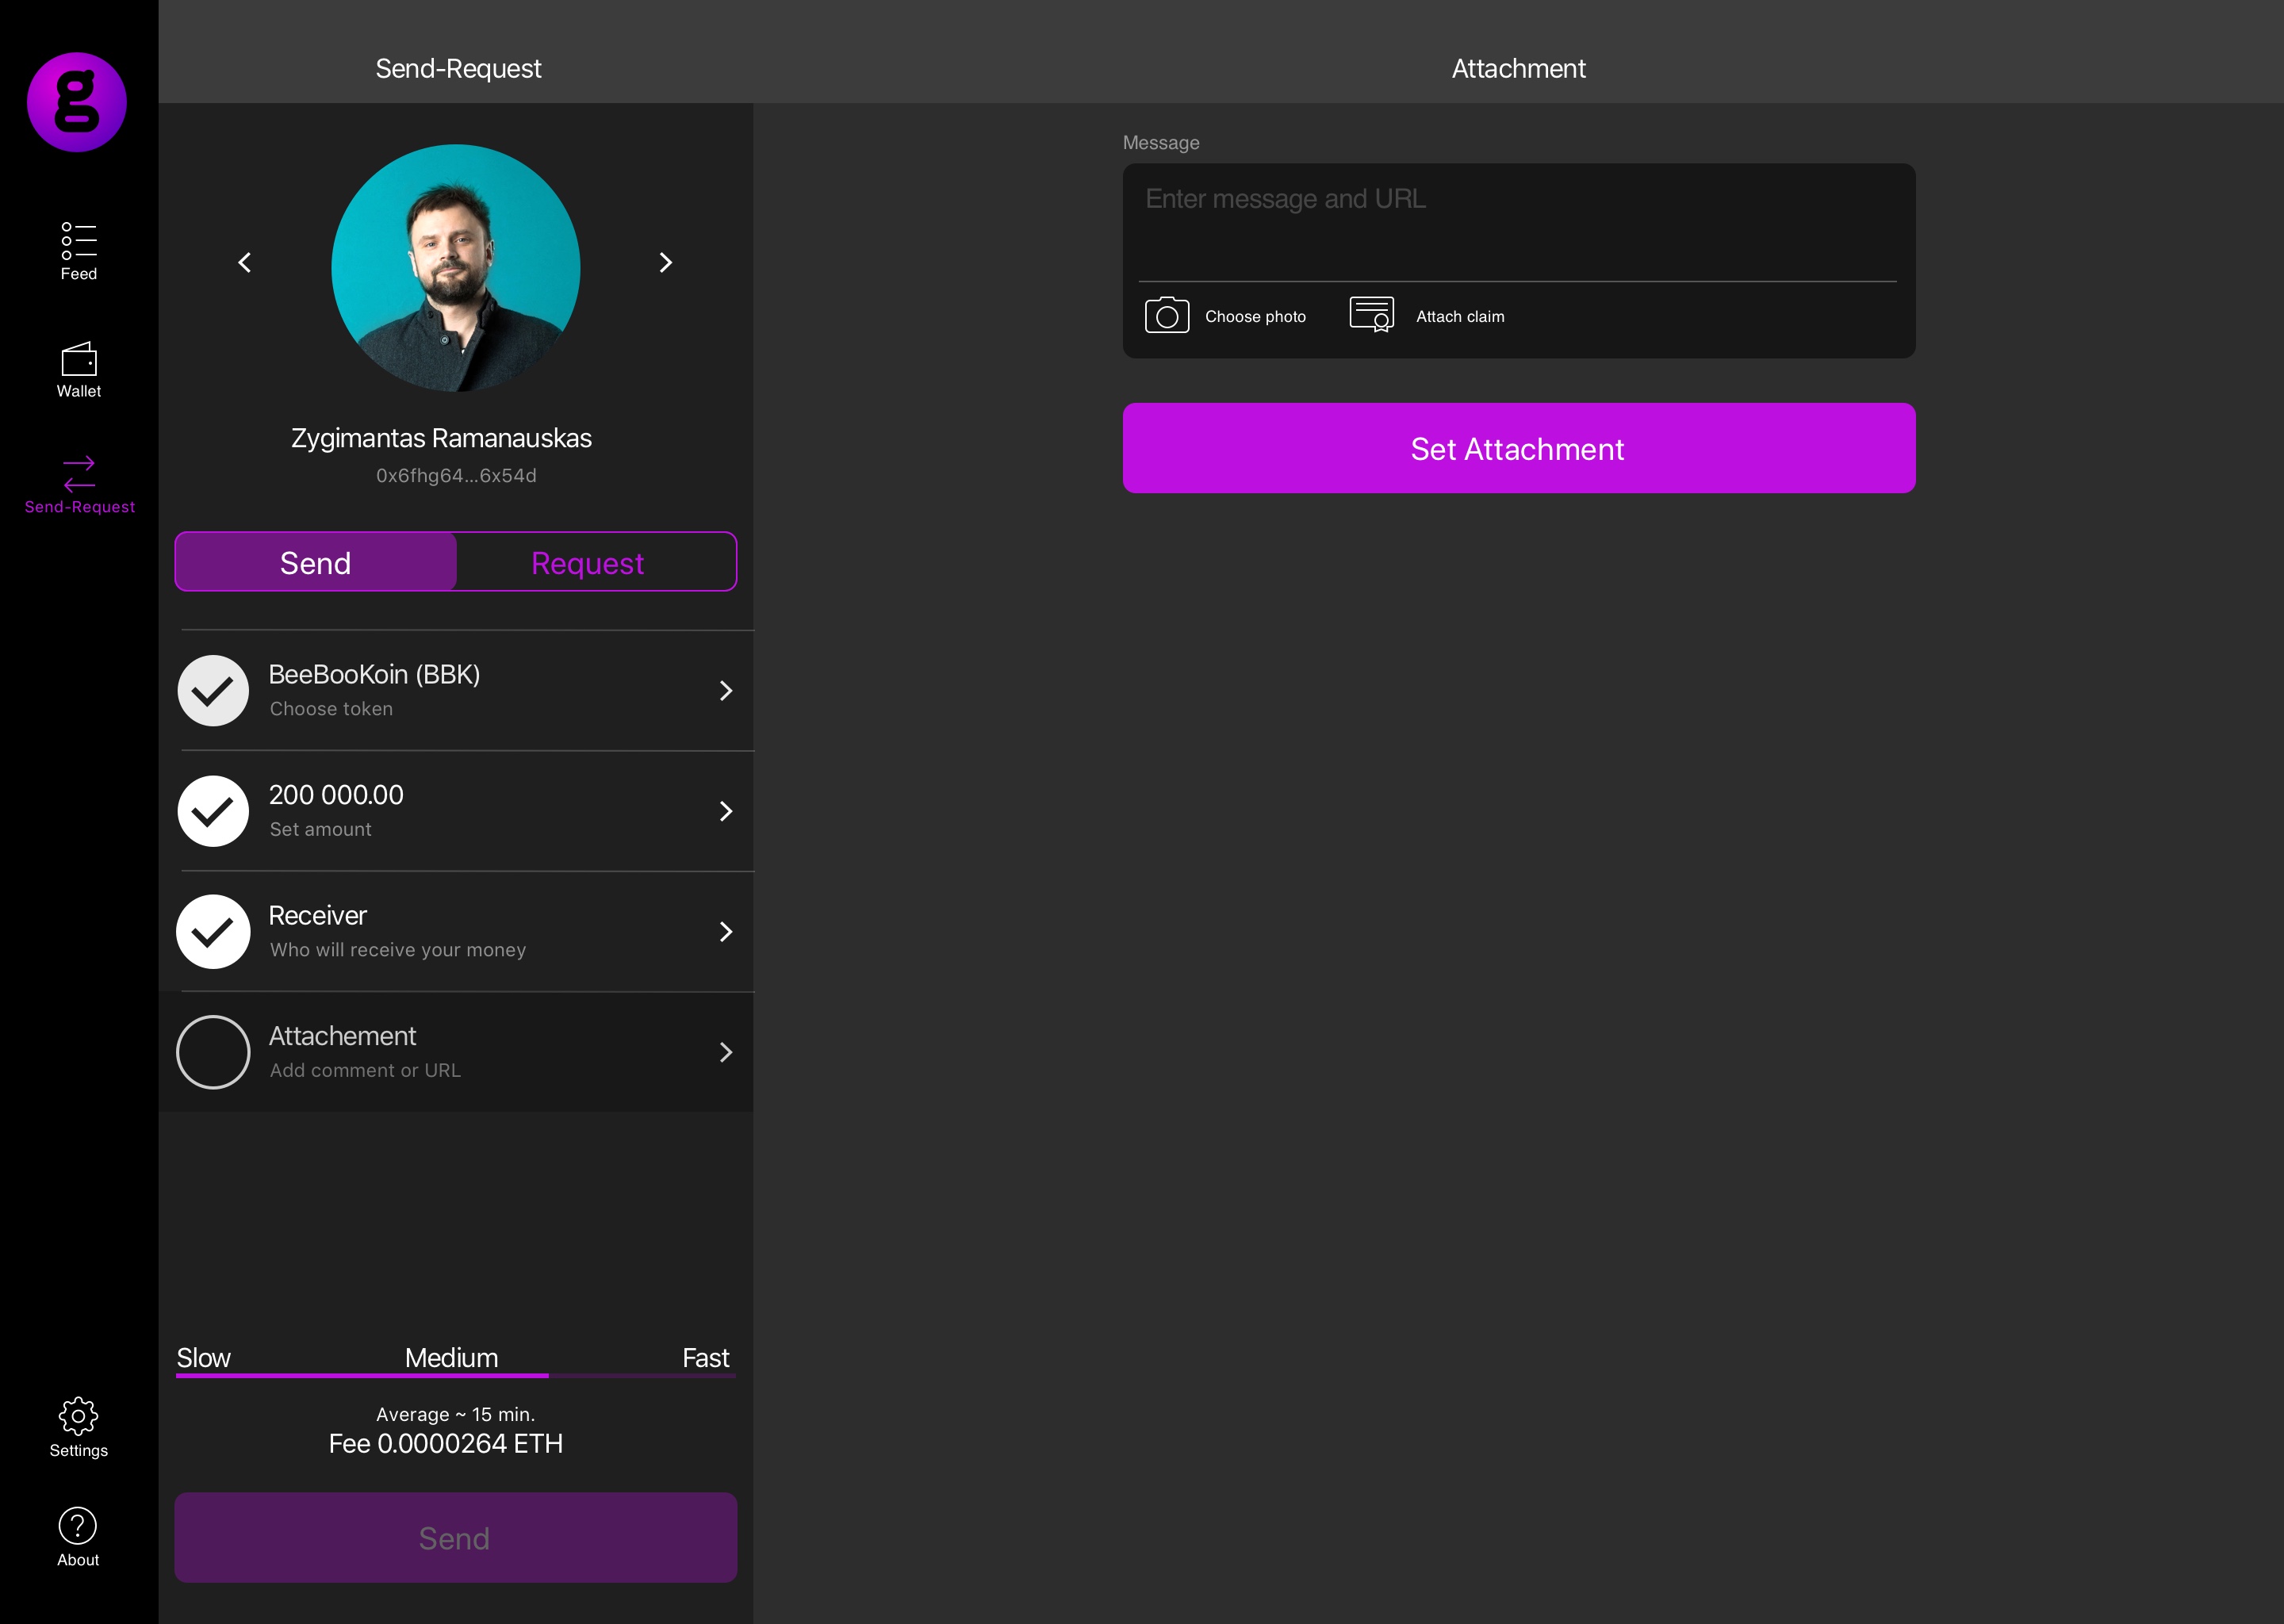 g
Feed
Wallet
Send-Request
Settings
About
Send-Request
Zygimantas Ramanauskas
0x6fhg64...6x54d
Send Request
BeeBooKoin (BBK)
Choose token
200 000.00
Set amount
Receiver
Who will receive your money
Attachement
Add comment or URL
Slow Medium Fast
Average ~ 15 min.
Fee 0.0000264 ETH
Send
Attachment
Message
Enter message and URL
Choose photo Attach claim
Set Attachment